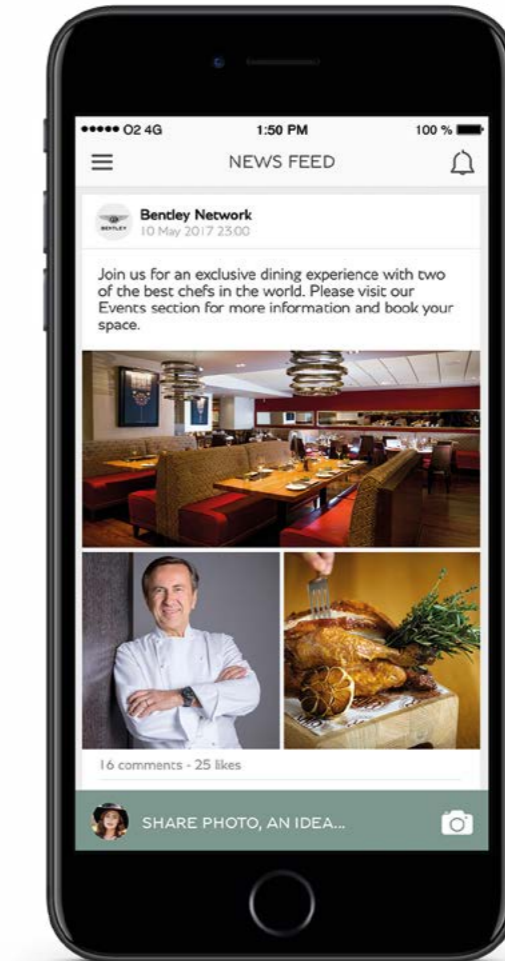 O2 4G 1:50 PM 100 %
NEWS FEED
BENTLEY
Bentley Network
10 May 2017 23:00
Join us for an exclusive dining experience with two
of the best chefs in the world. Please visit our
Events section for more information and book your
space.
16 comments - 25 likes
SHARE PHOTO, AN IDEA...